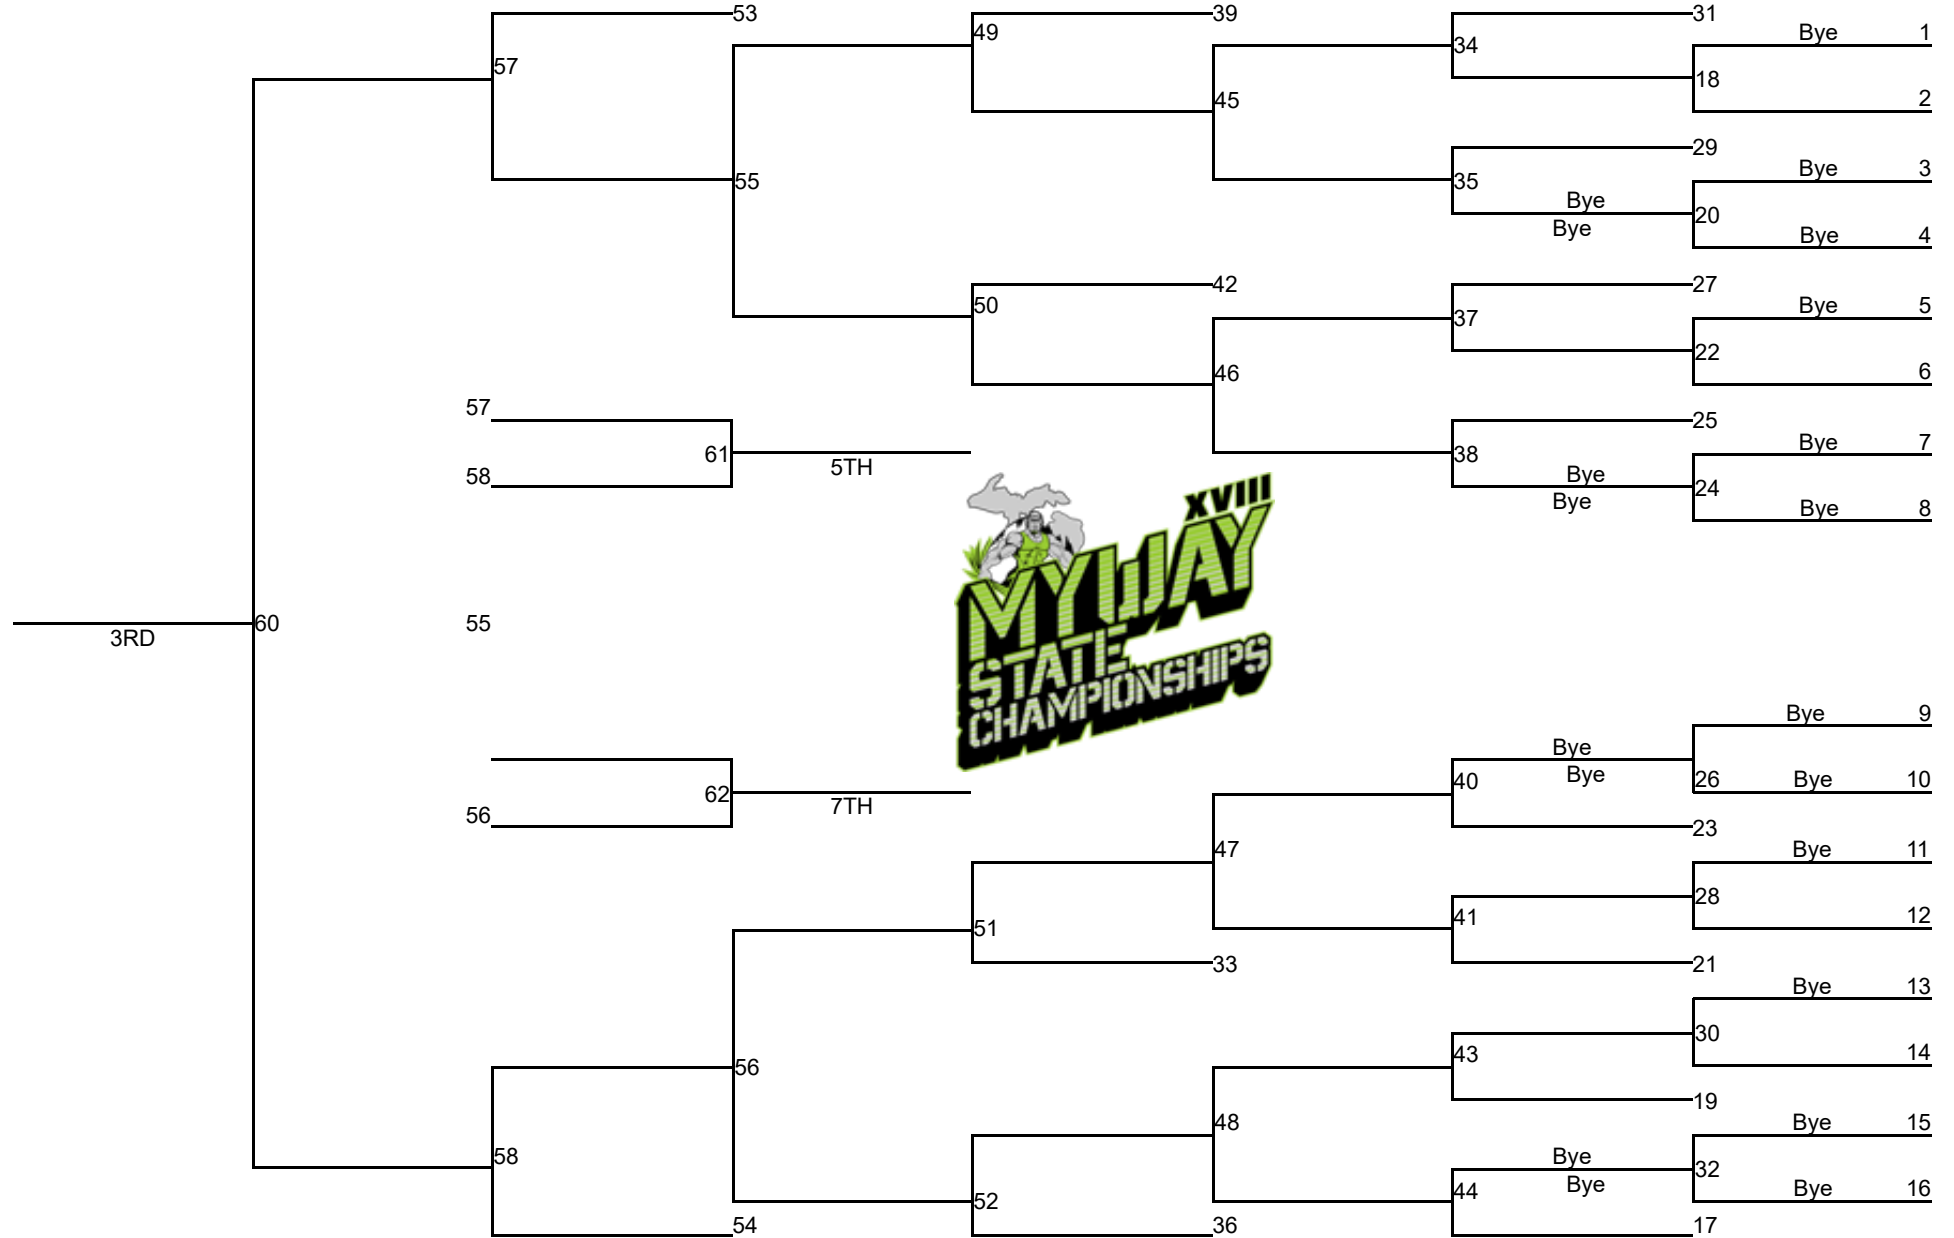 53
39
31
49
Bye 1
34
57
18
45
2
29
Bye 3
55
35
Bye
20
Bye
Bye 4
42
27
50
Bye 5
37
22
46
6
57
25
Bye 7
61
38
5TH
58
Bye
24
Bye
Bye 8
XVIII
MYWAY
STATE
CHAMPIONSHIPS
60
55
3RD
Bye 9
Bye
40
Bye
26
Bye 10
62
7TH
56
23
47
Bye 11
28
41
12
51
33
21
Bye 13
30
43
14
56
19
48
Bye 15
58
Bye
32
Bye
44
Bye 16
52
54
36
17